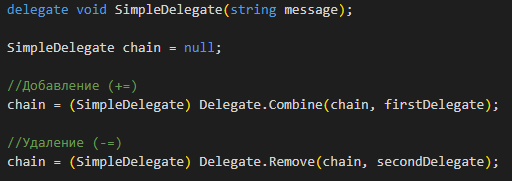 delegate void SimpleDelegate(string message);
SimpleDelegate chain = null;
//Добавление (+=)
chain = (SimpleDelegate) Delegate.Combine(chain, firstDelegate);
//Удаление (-=)
chain = (SimpleDelegate) Delegate.Remove(chain, secondDelegate);